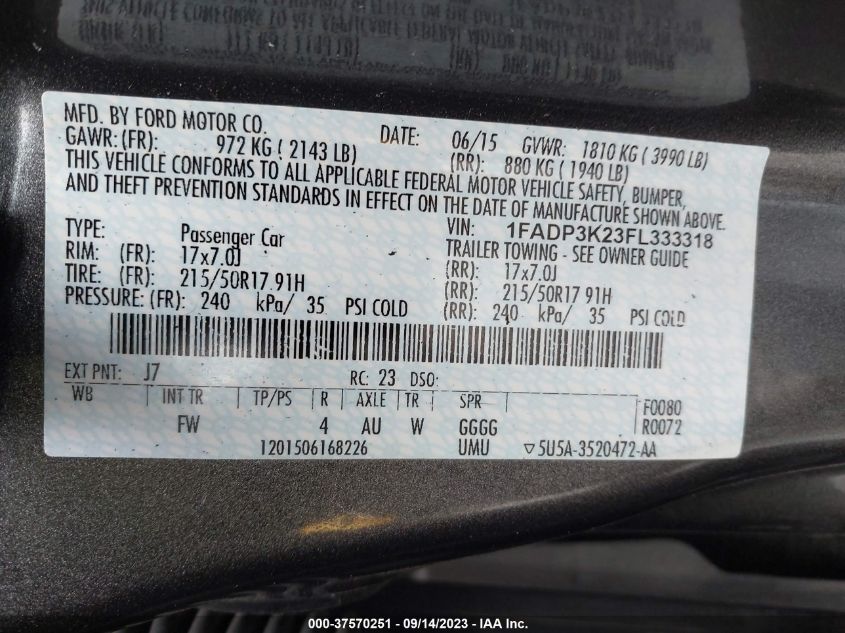 MFD. BY FORD MOTOR CO. DATE: 06/15 GVWR: 1810 KG ( 3990 LB)
GAWR: (FR): 972 KG ( 2143 LB) (RR): 880 KG ( 1940 LB)
THIS VEHICLE CONFORMS TO ALL APPLICABLE FEDERAL MOTOR VEHICLE SAFETY, BUMPER,
AND THEFT PREVENTION STANDARDS IN EFFECT ON THE DATE OF MANUFACTURE SHOWN ABOVE.
VIN: 1FADP3K23FL333318
TYPE: Passenger Car TRAILER TOWING - SEE OWNER GUIDE
RIM: (FR): 17x7.0J (RR): 17x7.0J
TIRE: (FR): 215/50R17 91H (RR): 215/50R17 91H
PRESSURE: (FR): 240 kPa/ 35 PSI COLD (RR): 240 kPa/ 35 PSI COLD
EXT PNT: J7 RC: 23 DSO:
WB INT TR TP/PS R AXLE TR SPR F0080
FW 4 AU W GGGG R0072
1201506168226 UMU ▽5U5A-3520472-AA
000-37570251 - 09/14/2023 - IAA Inc.